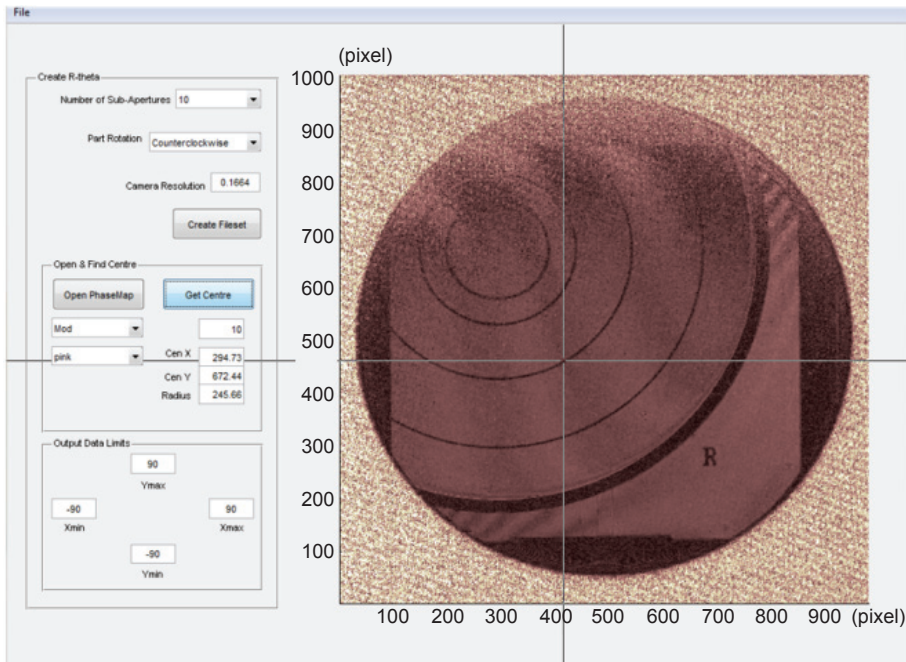 File
Create R-theta
Number of Sub-Apertures 10
Part Rotation Counterclockwise
Camera Resolution 0.1664
Create Fileset
Open & Find Centre
Open PhaseMap Get Centre
Mod 10
pink Cen X 294.73
Cen Y 672.44
Radius 245.66
Output Data Limits
90
Ymax
-90 90
Xmin Xmax
-90
Ymin
(pixel)
1000
900
800
700
600
500
400
300
200
100
R
100 200 300 400 500 600 700 800 900 (pixel)